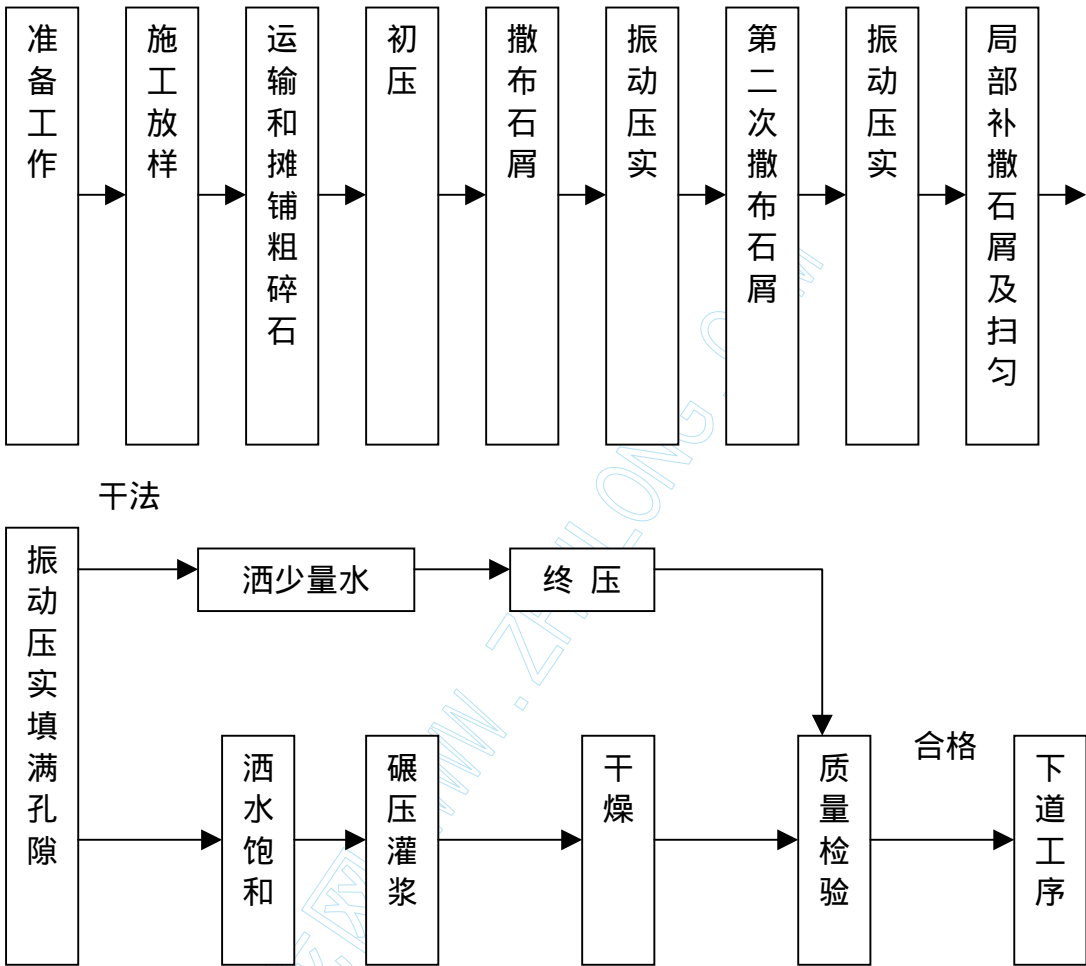 准备工作
施工放样
运输和摊铺粗碎石
初压
撒布石屑
振动压实
第二次撒布石屑
振动压实
局部补撒石屑及扫匀
干法
振动压实填满孔隙
洒少量水
终 压
洒水饱和
碾压灌浆
干燥
质量检验
合格
下道工序